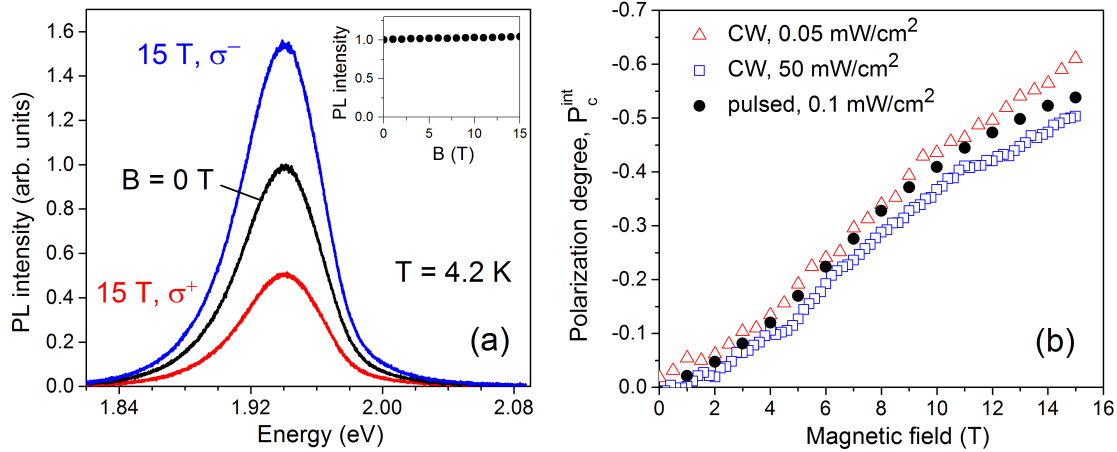 1.6
1.4
1.2
1.0
0.8
0.6
0.4
0.2
0.0
PL intensity (arb. units)
15 T, σ⁻
B = 0 T
15 T, σ⁺
T = 4.2 K
(a)
1.84
1.92
2.00
2.08
Energy (eV)
PL intensity
1.0
0.5
0.0
0
5
10
15
B (T)
-0.7
-0.6
-0.5
-0.4
-0.3
-0.2
-0.1
0.0
Polarization degree, P_c^int
CW, 0.05 mW/cm²
CW, 50 mW/cm²
pulsed, 0.1 mW/cm²
(b)
0
2
4
6
8
10
12
14
16
Magnetic field (T)